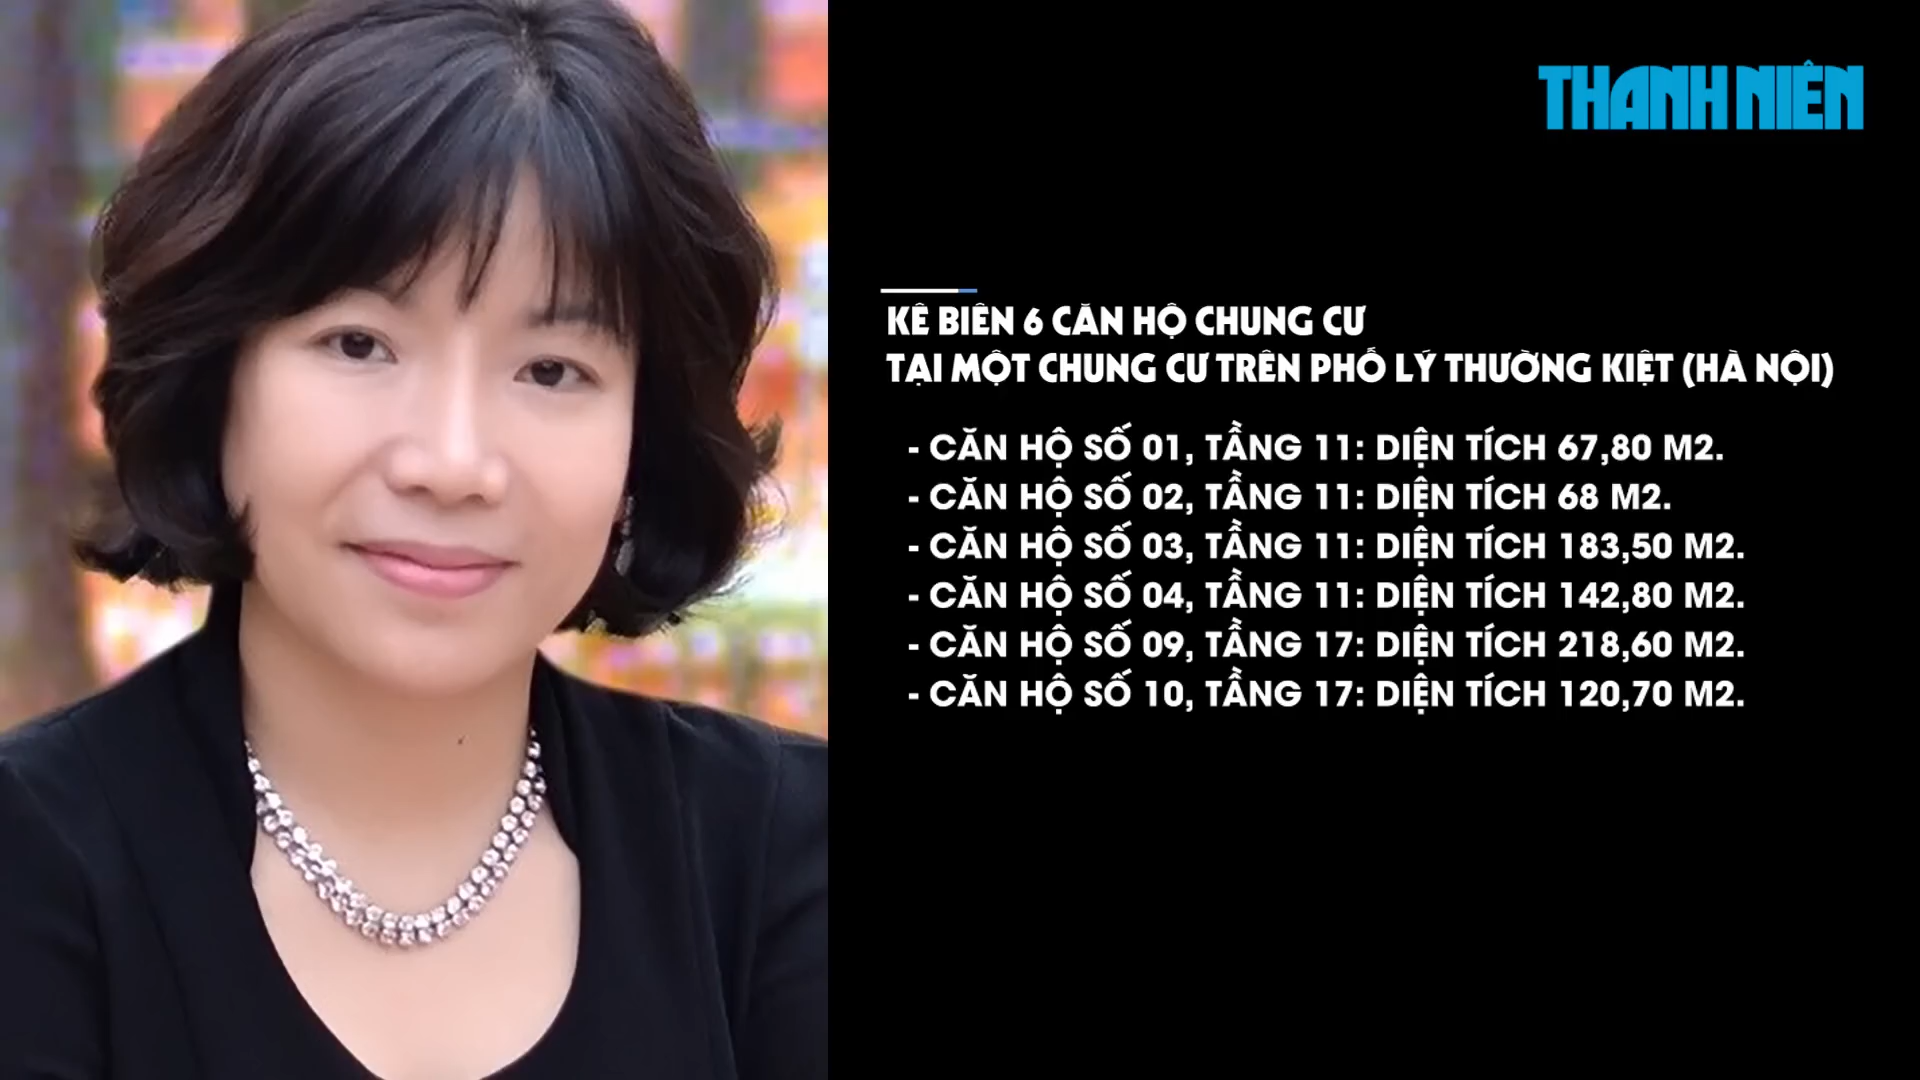 THANH NIÊN
KÊ BIÊN 6 CĂN HỘ CHUNG CƯ
TẠI MỘT CHUNG CƯ TRÊN PHỐ LÝ THƯỜNG KIỆT (HÀ NỘI)
- CĂN HỘ SỐ 01, TẦNG 11: DIỆN TÍCH 67,80 M2.
- CĂN HỘ SỐ 02, TẦNG 11: DIỆN TÍCH 68 M2.
- CĂN HỘ SỐ 03, TẦNG 11: DIỆN TÍCH 183,50 M2.
- CĂN HỘ SỐ 04, TẦNG 11: DIỆN TÍCH 142,80 M2.
- CĂN HỘ SỐ 09, TẦNG 17: DIỆN TÍCH 218,60 M2.
- CĂN HỘ SỐ 10, TẦNG 17: DIỆN TÍCH 120,70 M2.